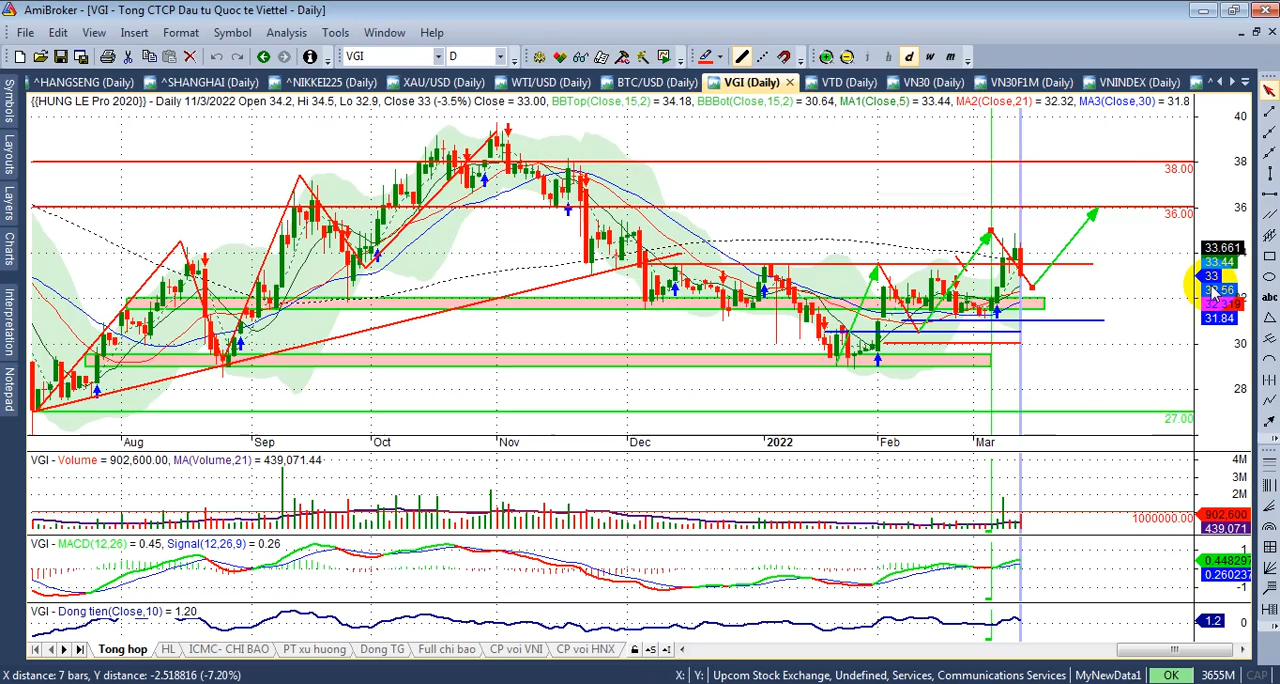 AmiBroker - [VGI - Tong CTCP Dau tu Quoc te Viettel - Daily]
File Edit View Insert Format Symbol Analysis Tools Window Help
VGI D i h d w m
^HANGSENG (Daily) ^SHANGHAI (Daily) ^NIKKEI225 (Daily) XAU/USD (Daily) WTI/USD (Daily) BTC/USD (Daily) VGI (Daily) VTD (Daily) VN30 (Daily) VN30F1M (Daily) VNINDEX (Daily)
Symbols
Layouts
Layers
Charts
Interpretation
Notepad
{{HUNG LE Pro 2020}} - Daily 11/3/2022 Open 34.2, Hi 34.5, Lo 32.9, Close 33 (-3.5%) Close = 33.00, BBTop(Close,15,2) = 34.18, BBBot(Close,15,2) = 30.64, MA1(Close,5) = 33.44, MA2(Close,21) = 32.32, MA3(Close,30) = 31.8
40
38
38.00
36
36.00
33.661
33.44
33
31.84
30
28
27.00
abc
Aug Sep Oct Nov Dec 2022 Feb Mar
VGI - Volume = 902,600.00, MA(Volume,21) = 439,071.44
4M
3M
2M
1000000.00
902,600
439,071
VGI - MACD(12,26) = 0.45, Signal(12,26,9) = 0.26
1
0.448297
0.260237
-1
VGI - Dong tien(Close,10) = 1.20
1.2
0
Tong hop HL ICMC- CHI BAO PT xu huong Dong TG Full chi bao CP voi VNI CP voi HNX
X distance: 7 bars, Y distance: -2.518816 (-7.20%) X: Y: Upcom Stock Exchange, Undefined, Services, Communications Services MyNewData1 OK 3655M CAP